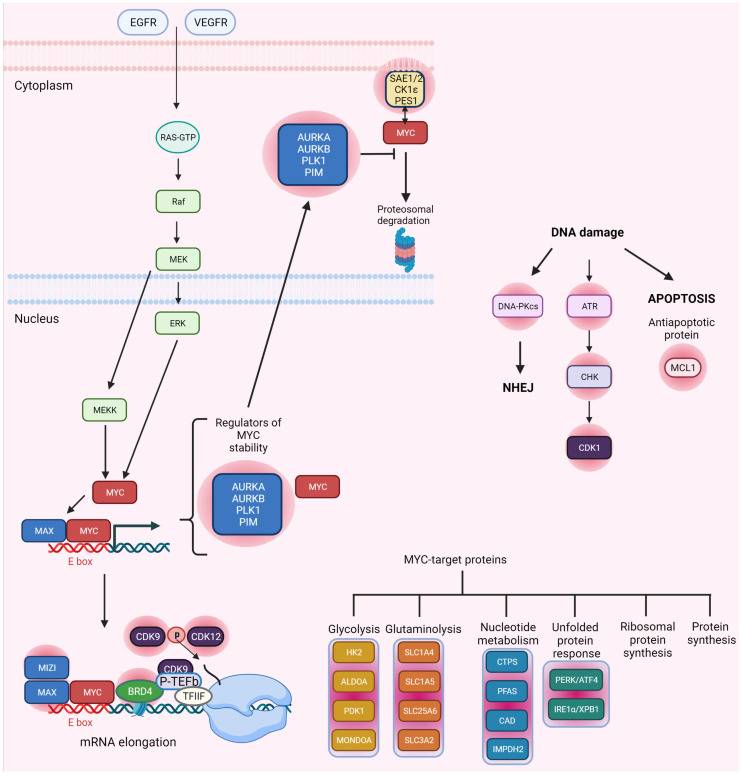 EGFR
VEGFR
Cytoplasm
SAE1/2
CK1ε
PES1
MYC
AURKA
AURKB
PLK1
PIM
RAS-GTP
Raf
MEK
Proteosomal
degradation
Nucleus
ERK
MEKK
MYC
MAX
MYC
E box
Regulators of
MYC
stability
AURKA
AURKB
PLK1
PIM
MYC
DNA damage
DNA-PKcs
ATR
APOPTOSIS
Antiapoptotic
protein
MCL1
NHEJ
CHK
CDK1
CDK9
P
CDK12
MIZI
MAX
MYC
BRD4
CDK9
P-TEFb
TFIIF
E box
mRNA elongation
MYC-target proteins
Glycolysis
HK2
ALDOA
PDK1
MONDOA
Glutaminolysis
SLC1A4
SLC1A5
SLC25A6
SLC3A2
Nucleotide
metabolism
CTPS
PFAS
CAD
IMPDH2
Unfolded
protein
response
PERK/ATF4
IRE1α/XPB1
Ribosomal
protein
synthesis
Protein
synthesis